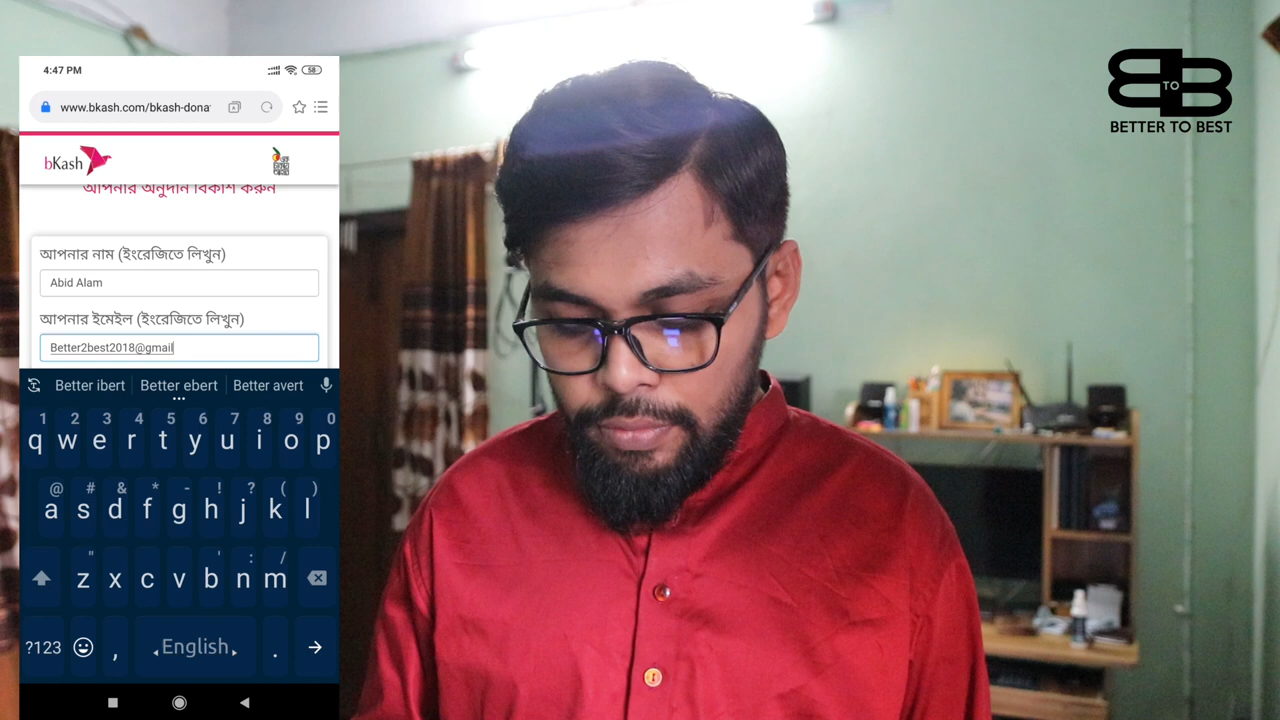 4:47 PM
58
www.bkash.com/bkash-dona
bKash
আপনার অনুদান বিকাশ করুন
আপনার নাম (ইংরেজিতে লিখুন)
Abid Alam
আপনার ইমেইল (ইংরেজিতে লিখুন)
Better2best2018@gmail
Better ibert Better ebert Better avert
1 2 3 4 5 6 7 8 9 0
q w e r t y u i o p
@ # & * - ! ? ( )
a s d f g h j k l
" ' : /
z x c v b n m
?123 , English .
B TO B
BETTER TO BEST